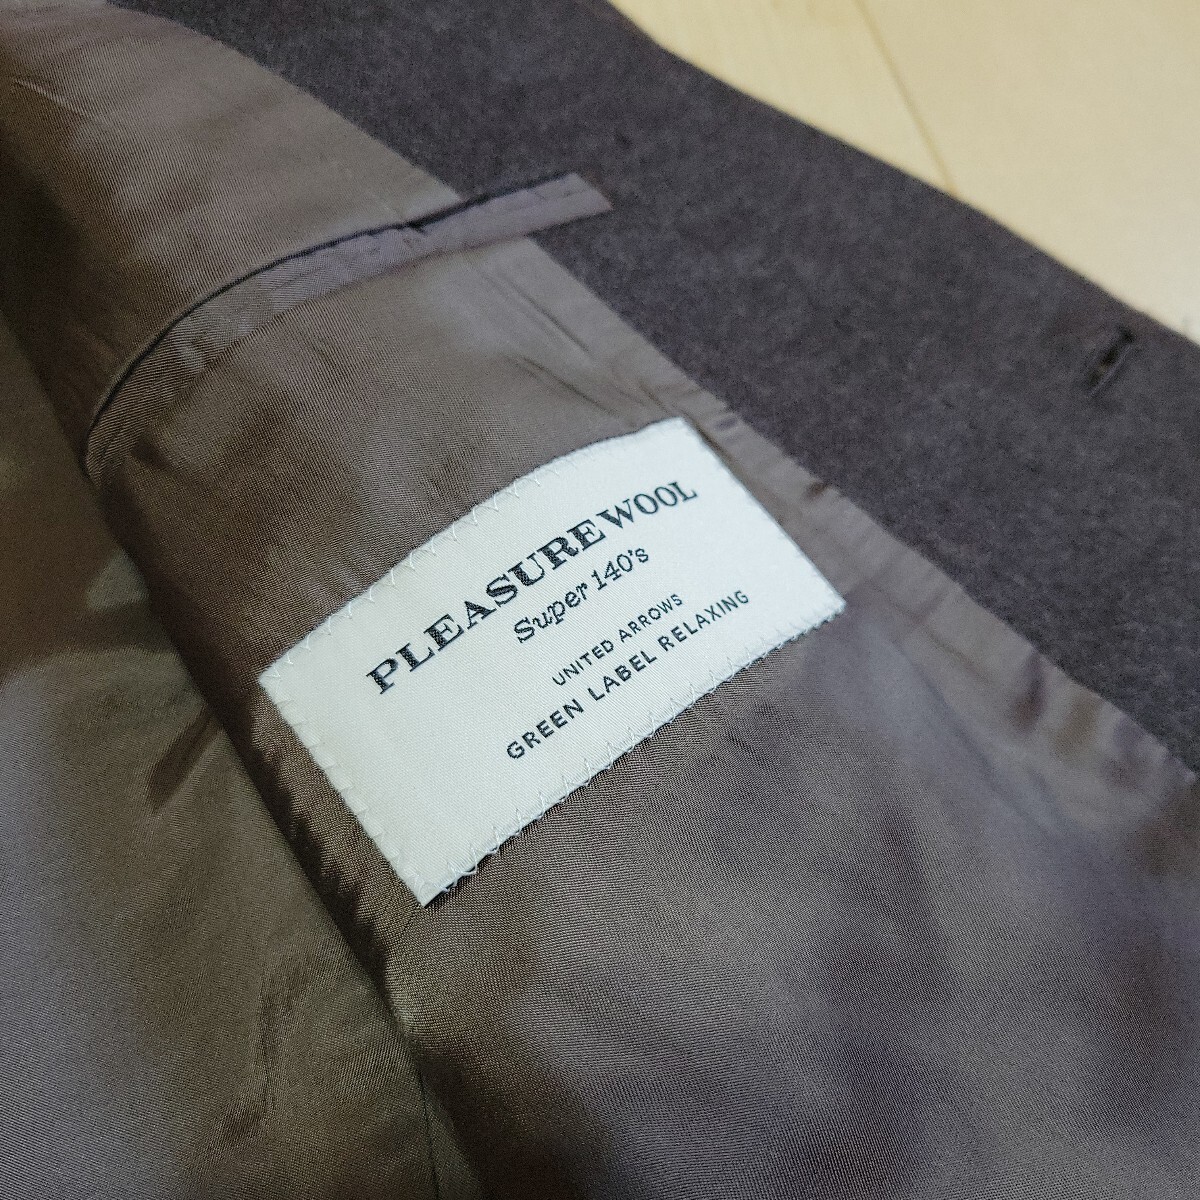 PLEASURE WOOL
Super 140's
UNITED ARROWS
GREEN LABEL RELAXING